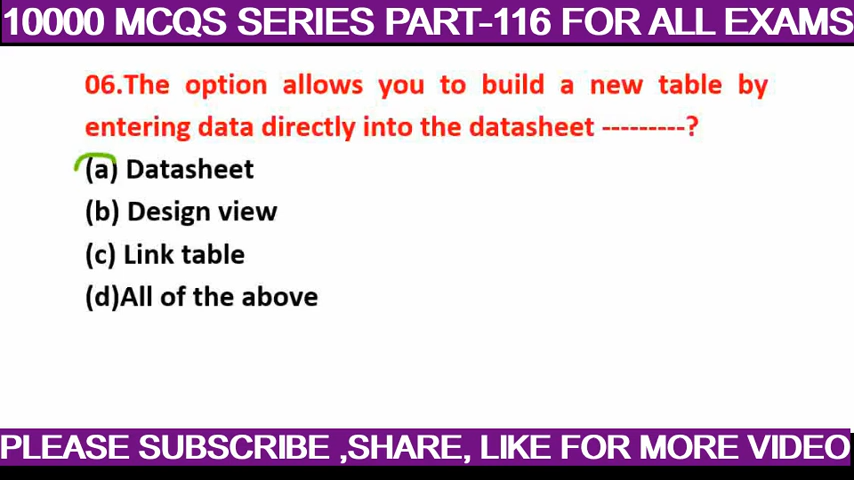 10000 MCQS SERIES PART-116 FOR ALL EXAMS
06.The option allows you to build a new table by
entering data directly into the datasheet ---------?
(a) Datasheet
(b) Design view
(c) Link table
(d)All of the above
PLEASE SUBSCRIBE ,SHARE, LIKE FOR MORE VIDEO